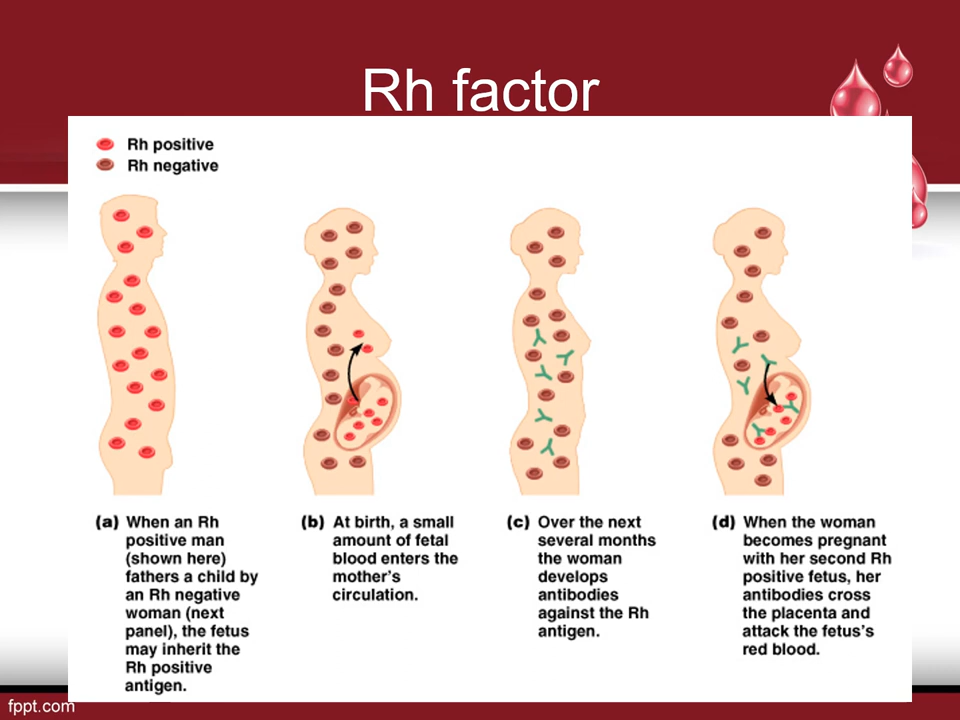 Rh factor
Rh positive
Rh negative
(a) When an Rh
positive man
(shown here)
fathers a child by
an Rh negative
woman (next
panel), the fetus
may inherit the
Rh positive
antigen.
(b) At birth, a small
amount of fetal
blood enters the
mother's
circulation.
(c) Over the next
several months
the woman
develops
antibodies
against the Rh
antigen.
(d) When the woman
becomes pregnant
with her second Rh
positive fetus, her
antibodies cross
the placenta and
attack the fetus's
red blood.
fppt.com